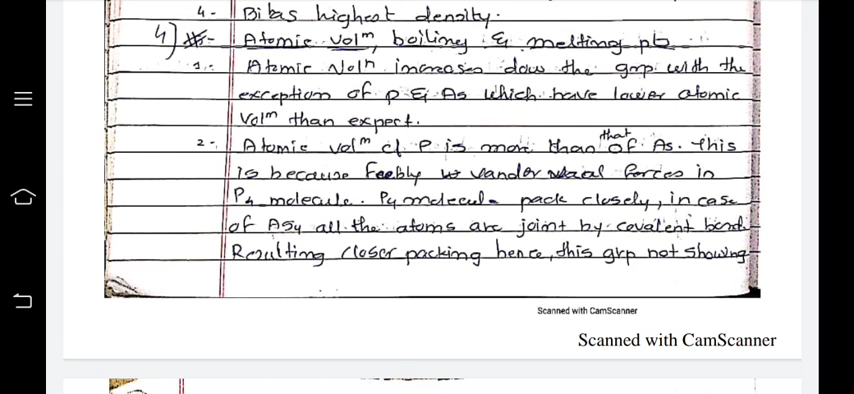 4- Bi has highest density.
4] Atomic Volm, boiling & melting pt
1- Atomic Voln increases down the grp with the
exception of P & As which have lower atomic
Volm than expect.
2- Atomic volm of P is more than that of As. This
is because Feebly vander waal forces in
P4 molecule. P4 molecule pack closely, in case
of AS4 all the atoms are joint by covalent bond
Resulting closer packing hence, this grp not showing
Scanned with CamScanner
Scanned with CamScanner